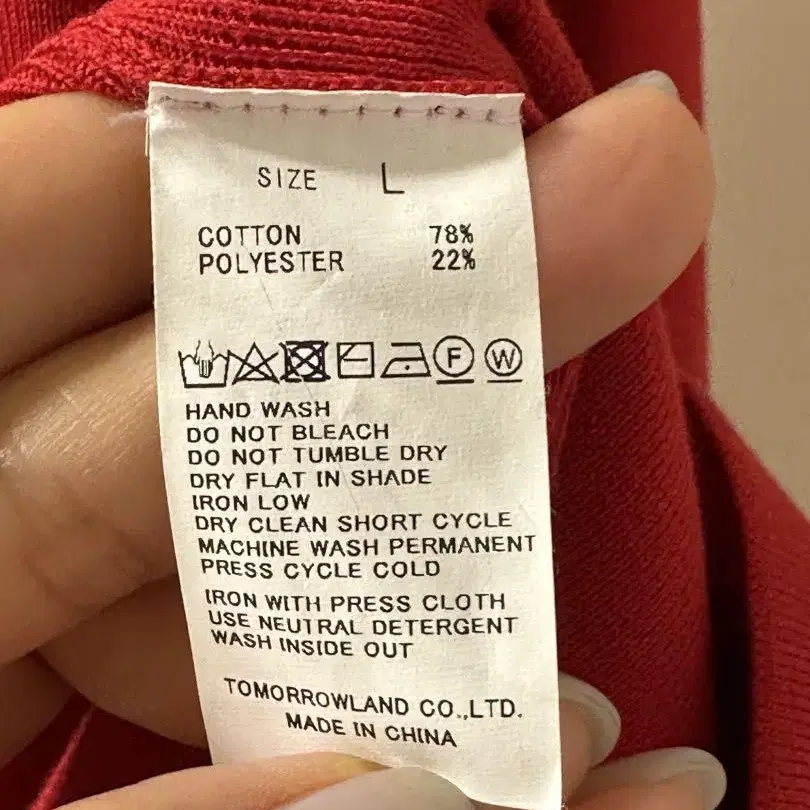 SIZE L
COTTON 78%
POLYESTER 22%
F W
HAND WASH
DO NOT BLEACH
DO NOT TUMBLE DRY
DRY FLAT IN SHADE
IRON LOW
DRY CLEAN SHORT CYCLE
MACHINE WASH PERMANENT
PRESS CYCLE COLD
IRON WITH PRESS CLOTH
USE NEUTRAL DETERGENT
WASH INSIDE OUT
TOMORROWLAND CO.,LTD.
MADE IN CHINA